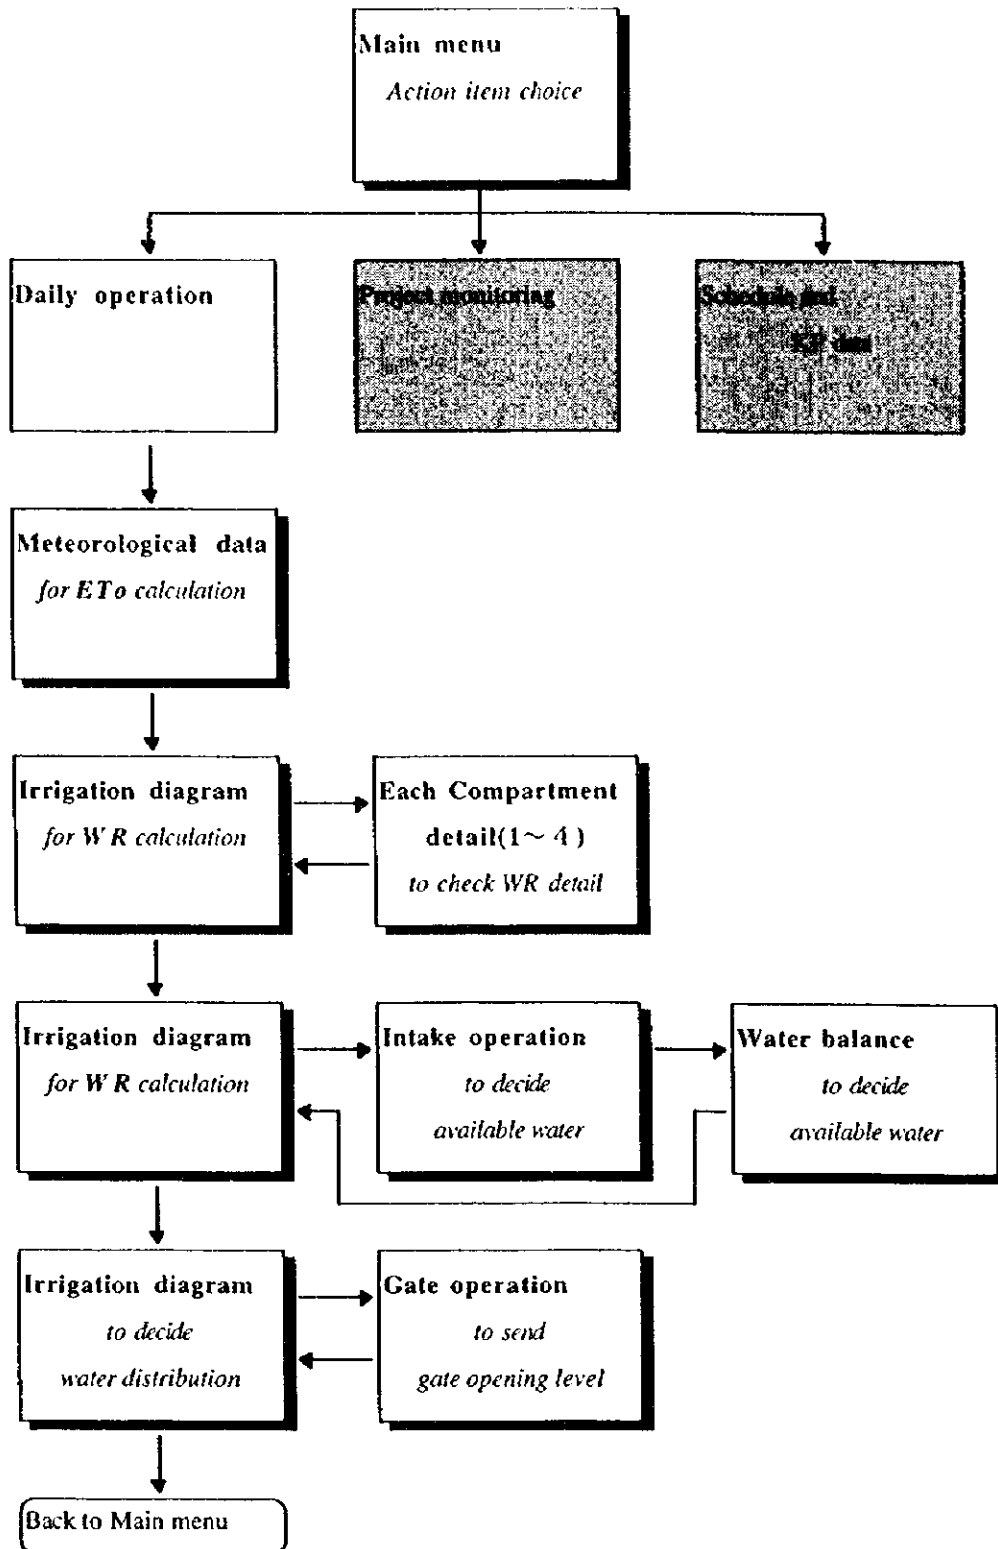 Main menu
Action item choice
Daily operation
Project monitoring
Schedule and
data
Meteorological data
for ETo calculation
Irrigation diagram
for WR calculation
Each Compartment
detail(1～ 4 )
to check WR detail
Irrigation diagram
for WR calculation
Intake operation
to decide
available water
Water balance
to decide
available water
Irrigation diagram
to decide
water distribution
Gate operation
to send
gate opening level
Back to Main menu